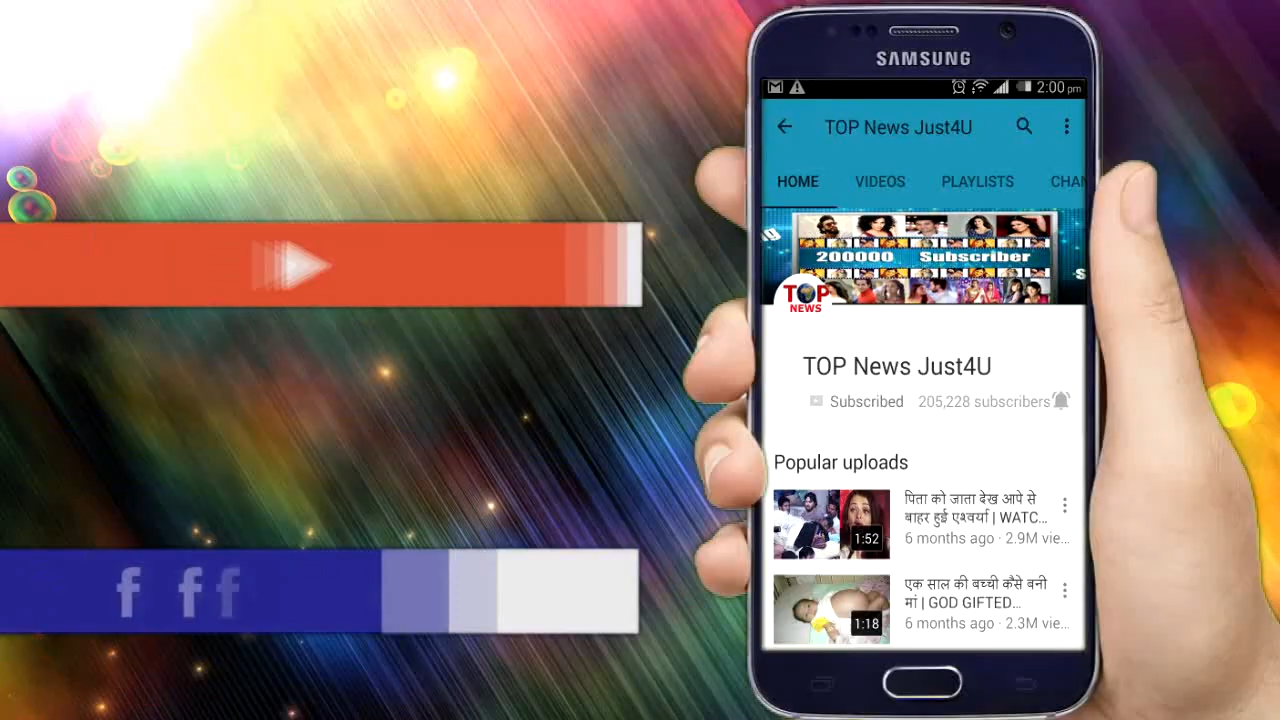 SAMSUNG
2:00 pm
TOP News Just4U
HOME VIDEOS PLAYLISTS CHAN
200000 Subscriber
TOP
NEWS
TOP News Just4U
Subscribed 205,228 subscribers
Popular uploads
पिता को जाता देख आपे से
बाहर हुई एश्वर्या | WATC...
6 months ago · 2.9M vie...
1:52
एक साल की बच्ची कैसे बनी
मां | GOD GIFTED...
6 months ago · 2.3M vie...
1:18
f f f